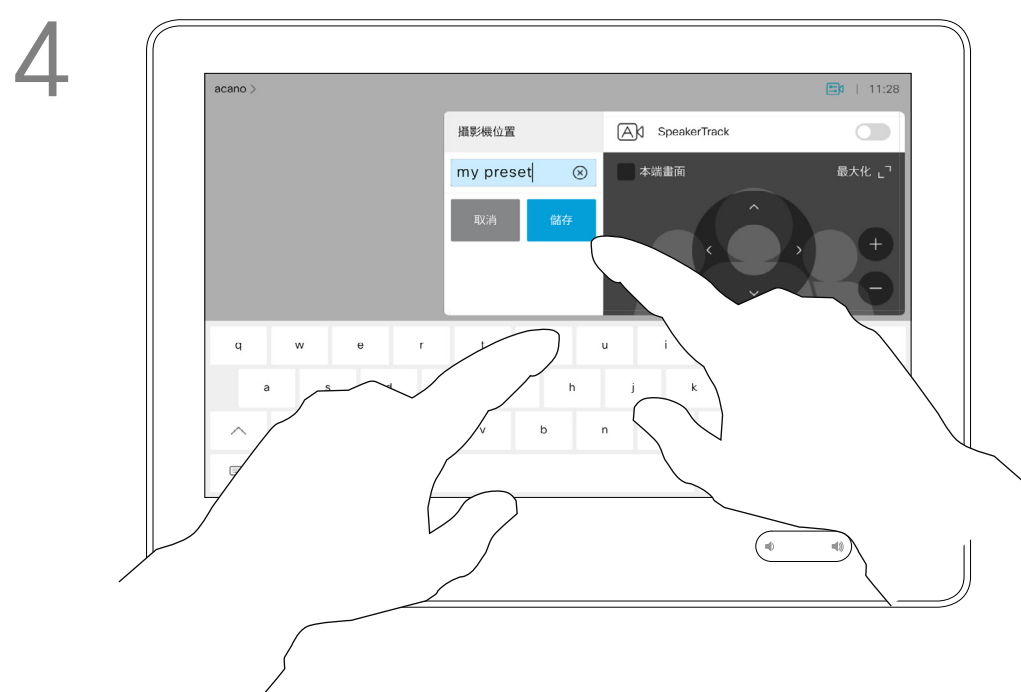 4
acano >
11:28
攝影機位置
SpeakerTrack
my preset
本端畫面
最大化
取消
儲存
q w e r t u i
a s d h j k
v b n